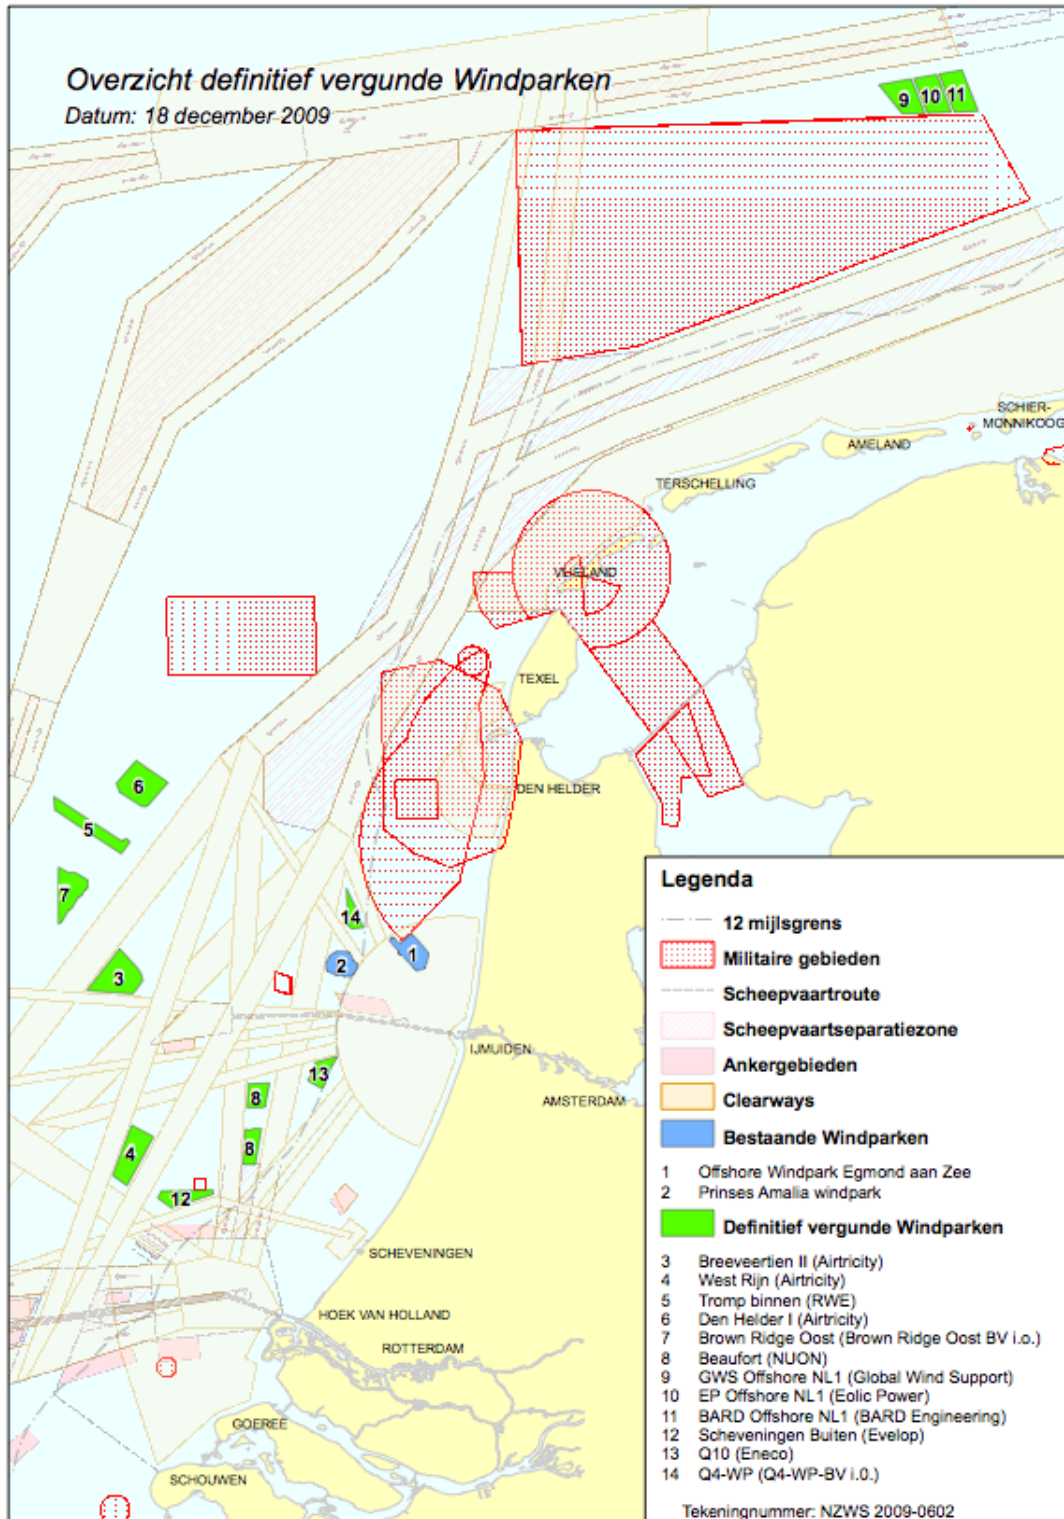 Overzicht definitief vergunde Windparken
Datum: 18 december 2009
9
10
11
SCHIER-
MONNIKOOG
AMELAND
TERSCHELLING
VLIELAND
TEXEL
DEN HELDER
6
5
7
14
1
2
3
IJMUIDEN
13
8
AMSTERDAM
8
4
12
SCHEVENINGEN
HOEK VAN HOLLAND
ROTTERDAM
GOEREE
SCHOUWEN
Legenda
12 mijlsgrens
Militaire gebieden
Scheepvaartroute
Scheepvaartseparatiezone
Ankergebieden
Clearways
Bestaande Windparken
1 Offshore Windpark Egmond aan Zee
2 Prinses Amalia windpark
Definitief vergunde Windparken
3 Breeveertien II (Airtricity)
4 West Rijn (Airtricity)
5 Tromp binnen (RWE)
6 Den Helder I (Airtricity)
7 Brown Ridge Oost (Brown Ridge Oost BV i.o.)
8 Beaufort (NUON)
9 GWS Offshore NL1 (Global Wind Support)
10 EP Offshore NL1 (Eolic Power)
11 BARD Offshore NL1 (BARD Engineering)
12 Scheveningen Buiten (Evelop)
13 Q10 (Eneco)
14 Q4-WP (Q4-WP-BV i.0.)
Tekeningnummer: NZWS 2009-0602